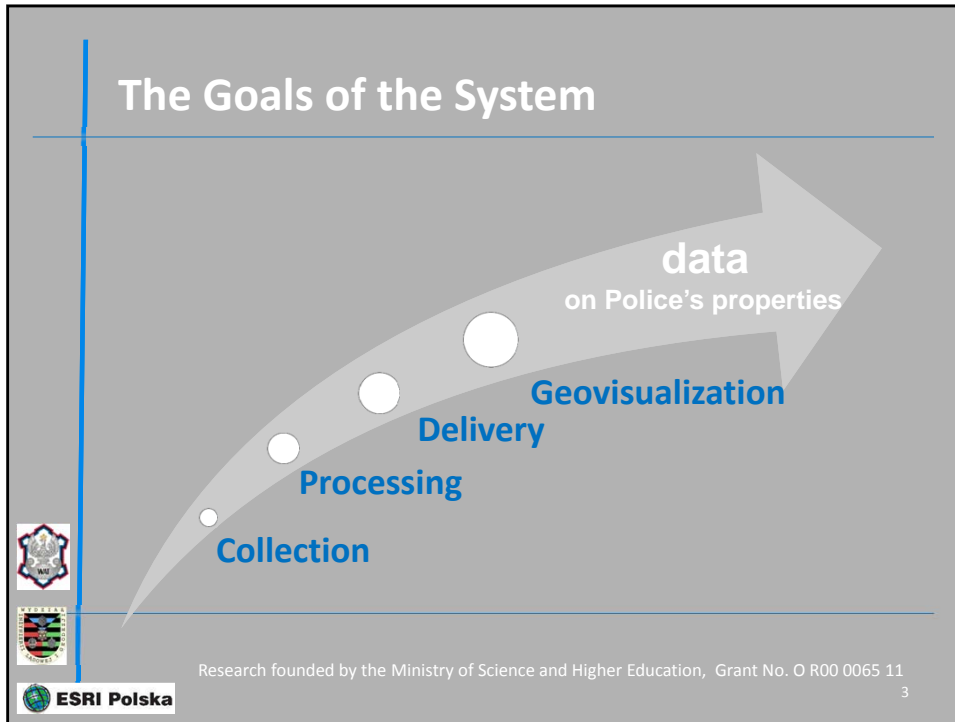 The Goals of the System
data
on Police's properties
Geovisualization
Delivery
Processing
Collection
WAT
Research founded by the Ministry of Science and Higher Education, Grant No. O R00 0065 11
3
ESRI Polska